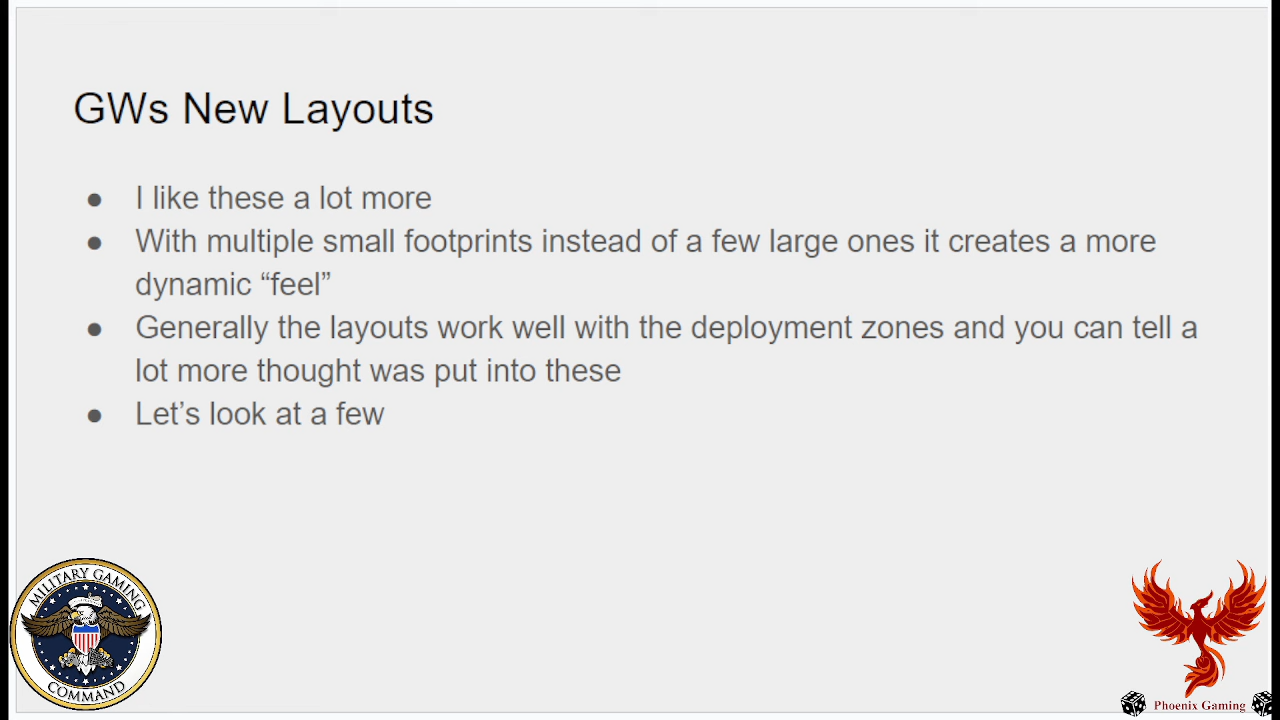 GWs New Layouts
● I like these a lot more
● With multiple small footprints instead of a few large ones it creates a more
dynamic “feel”
● Generally the layouts work well with the deployment zones and you can tell a
lot more thought was put into these
● Let’s look at a few
MILITARY GAMING
COMMAND
Phoenix Gaming